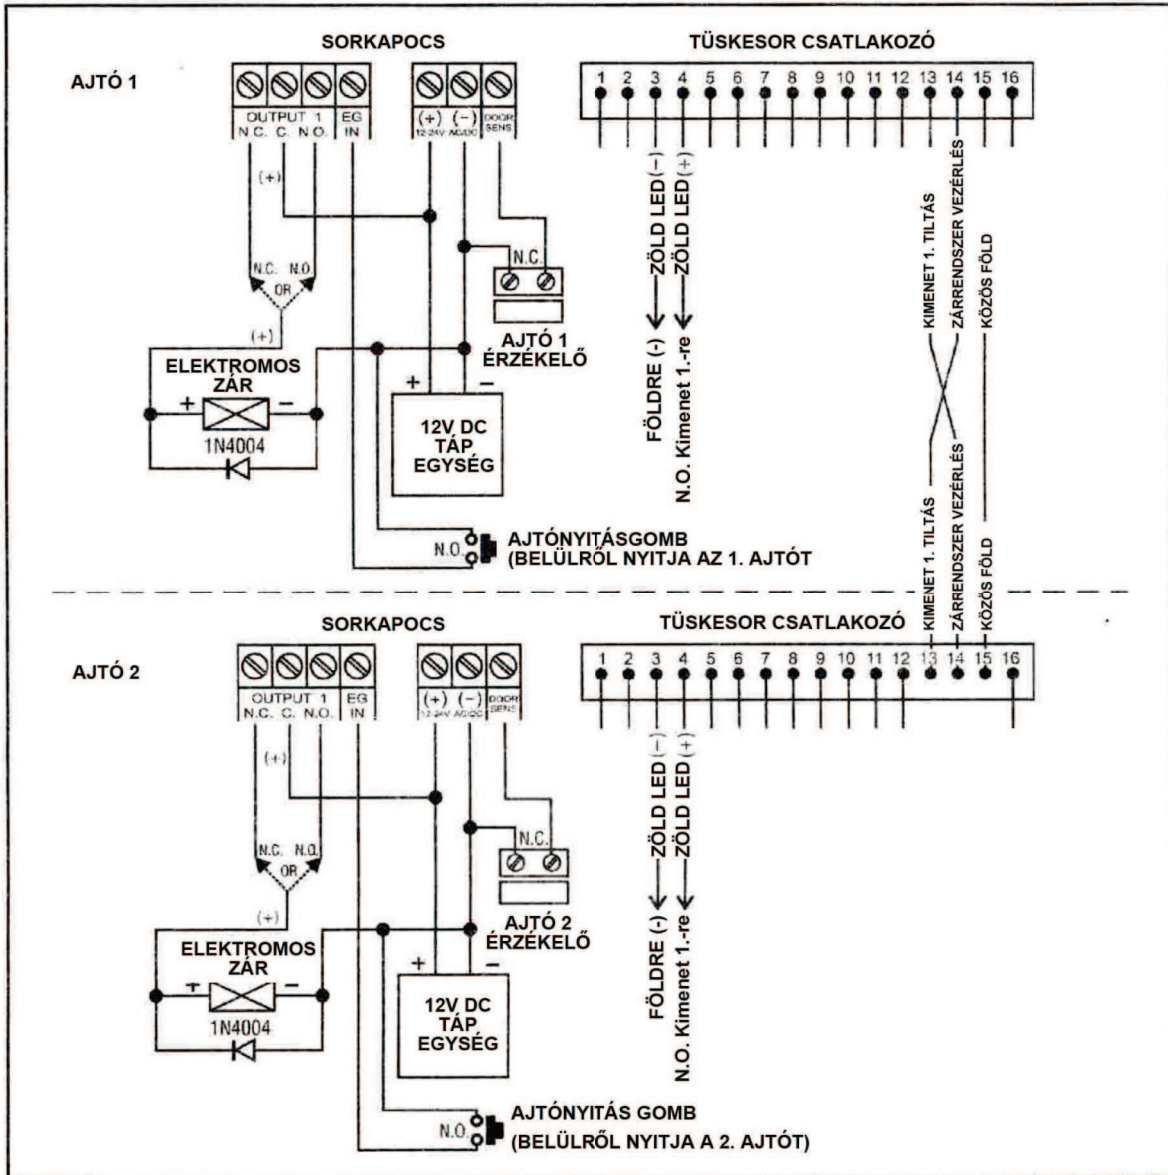 SORKAPOCS
TÜSKESOR CSATLAKOZÓ
AJTÓ 1
1 2 3 4 5 6 7 8 9 10 11 12 13 14 15 16
OUTPUT 1
N.C. C. N.O.
EG
IN
(+) (-)
12-24V AC/DC
DOOR
SENS
(+)
N.C. N.O.
OR
(+)
N.C.
AJTÓ 1
ÉRZÉKELŐ
ELEKTROMOS
ZÁR
+ -
1N4004
+ -
12V DC
TÁP
EGYSÉG
N.O.
AJTÓNYITÁSGOMB
(BELÜLRŐL NYITJA AZ 1. AJTÓT
FÖLDRE (-)
ZÖLD LED (-)
N.O. Kimenet 1.-re
ZÖLD LED (+)
KIMENET 1. TILTÁS
ZÁRRENDSZER VEZÉRLÉS
KÖZÖS FÖLD
KIMENET 1. TILTÁS
ZÁRRENDSZER VEZÉRLÉS
KÖZÖS FÖLD
SORKAPOCS
TÜSKESOR CSATLAKOZÓ
AJTÓ 2
1 2 3 4 5 6 7 8 9 10 11 12 13 14 15 16
OUTPUT 1
N.C. C. N.O.
EG
IN
(+) (-)
12-24V AC/DC
DOOR
SENS
(+)
N.C. N.O.
OR
(+)
N.C.
AJTÓ 2
ÉRZÉKELŐ
ELEKTROMOS
ZÁR
+ -
1N4004
+ -
12V DC
TÁP
EGYSÉG
N.O.
AJTÓNYITÁS GOMB
(BELÜLRŐL NYITJA A 2. AJTÓT)
FÖLDRE (-)
ZÖLD LED (-)
N.O. Kimenet 1.-re
ZÖLD LED (+)